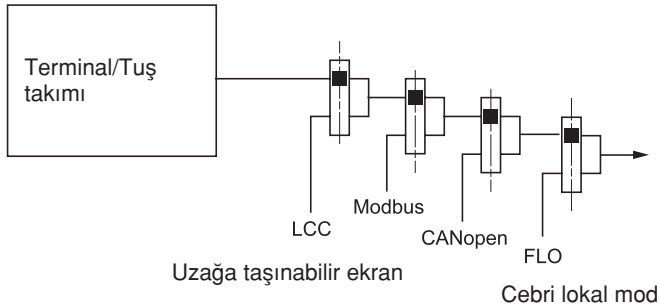 Terminal/Tuş
takımı
LCC
Modbus
CANopen
FLO
Uzağa taşınabilir ekran
Cebri lokal mod